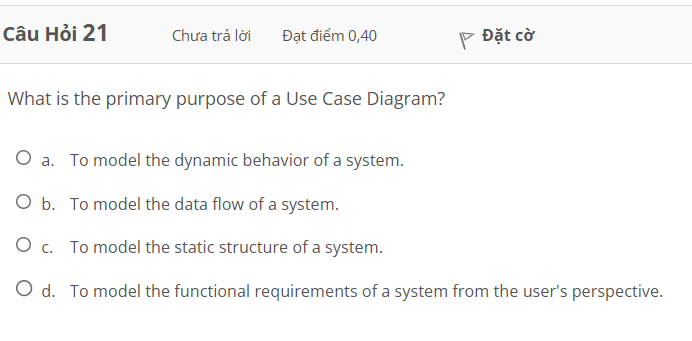 Câu Hỏi 21 Chưa trả lời Đạt điểm 0,40 Đặt cờ
What is the primary purpose of a Use Case Diagram?
a. To model the dynamic behavior of a system.
b. To model the data flow of a system.
c. To model the static structure of a system.
d. To model the functional requirements of a system from the user's perspective.